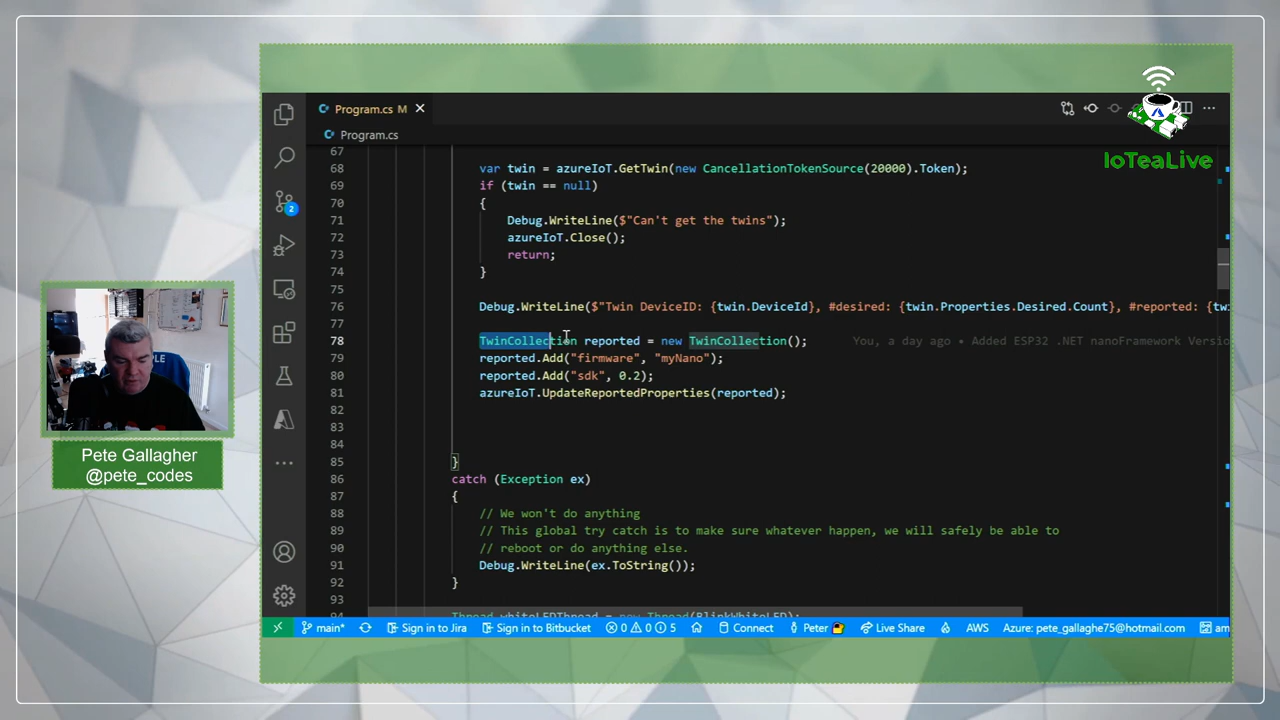 Program.cs M
Program.cs
IoTeaLive
67
68 var twin = azureIoT.GetTwin(new CancellationTokenSource(20000).Token);
69 if (twin == null)
70 {
71 Debug.WriteLine($"Can't get the twins");
72 azureIoT.Close();
73 return;
74 }
75
76 Debug.WriteLine($"Twin DeviceID: {twin.DeviceId}, #desired: {twin.Properties.Desired.Count}, #reported: {twi
77
78 TwinCollection reported = new TwinCollection(); You, a day ago • Added ESP32 .NET nanoFramework Versio
79 reported.Add("firmware", "myNano");
80 reported.Add("sdk", 0.2);
81 azureIoT.UpdateReportedProperties(reported);
82
83
84
85 }
86 catch (Exception ex)
87 {
88 // We won't do anything
89 // This global try catch is to make sure whatever happen, we will safely be able to
90 // reboot or do anything else.
91 Debug.WriteLine(ex.ToString());
92 }
93
94 Thread whiteLEDThread = new Thread(BlinkWhiteLED);
2
Pete Gallagher
@pete_codes
main* Sign in to Jira Sign in to Bitbucket 0 0 5 Connect Peter Live Share AWS Azure: pete_gallaghe75@hotmail.com am